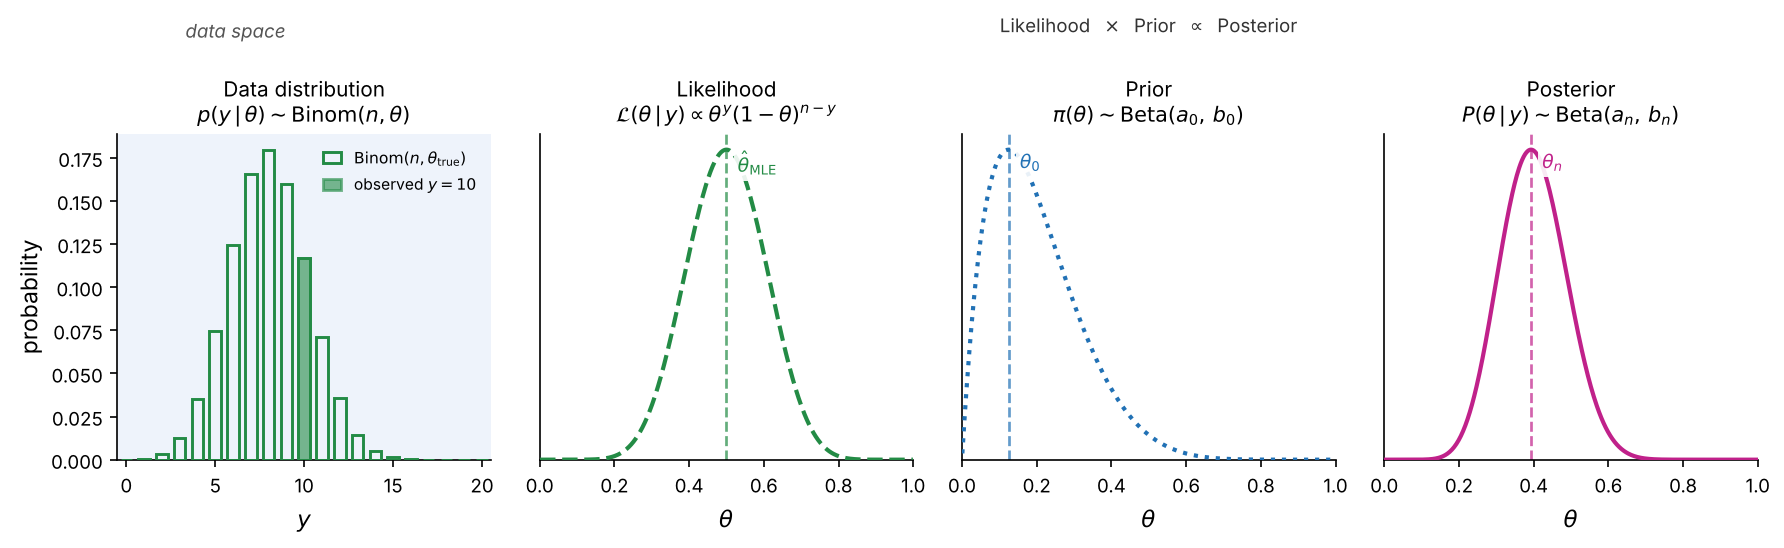 data space
Likelihood × Prior ∝ Posterior
Data distribution
p(y | θ) ~ Binom(n, θ)
probability
0.175
0.150
0.125
0.100
0.075
0.050
0.025
0.000
Binom(n, θ_true)
observed y = 10
0 5 10 15 20
y
Likelihood
ℒ(θ | y) ∝ θ^y(1 − θ)^{n − y}
θ̂_MLE
0.0 0.2 0.4 0.6 0.8 1.0
θ
Prior
π(θ) ~ Beta(a₀, b₀)
θ₀
0.0 0.2 0.4 0.6 0.8 1.0
θ
Posterior
P(θ | y) ~ Beta(aₙ, bₙ)
θₙ
0.0 0.2 0.4 0.6 0.8 1.0
θ